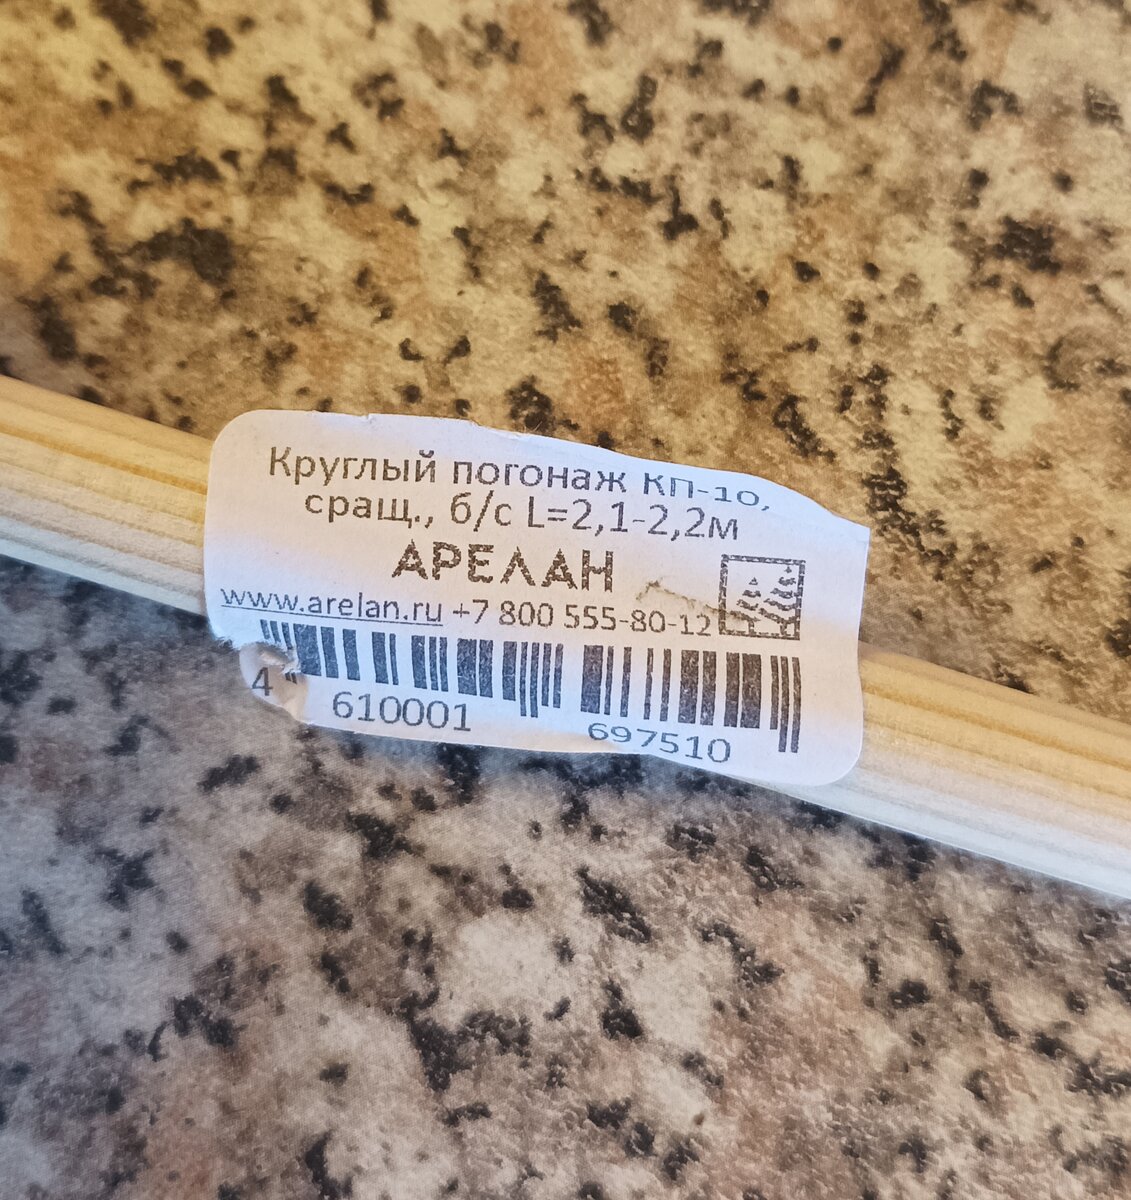 Круглый погонаж КП-10,
сращ., б/с L=2,1-2,2м
АРЕЛАН
www.arelan.ru +7 800 555-80-12
4 610001 697510